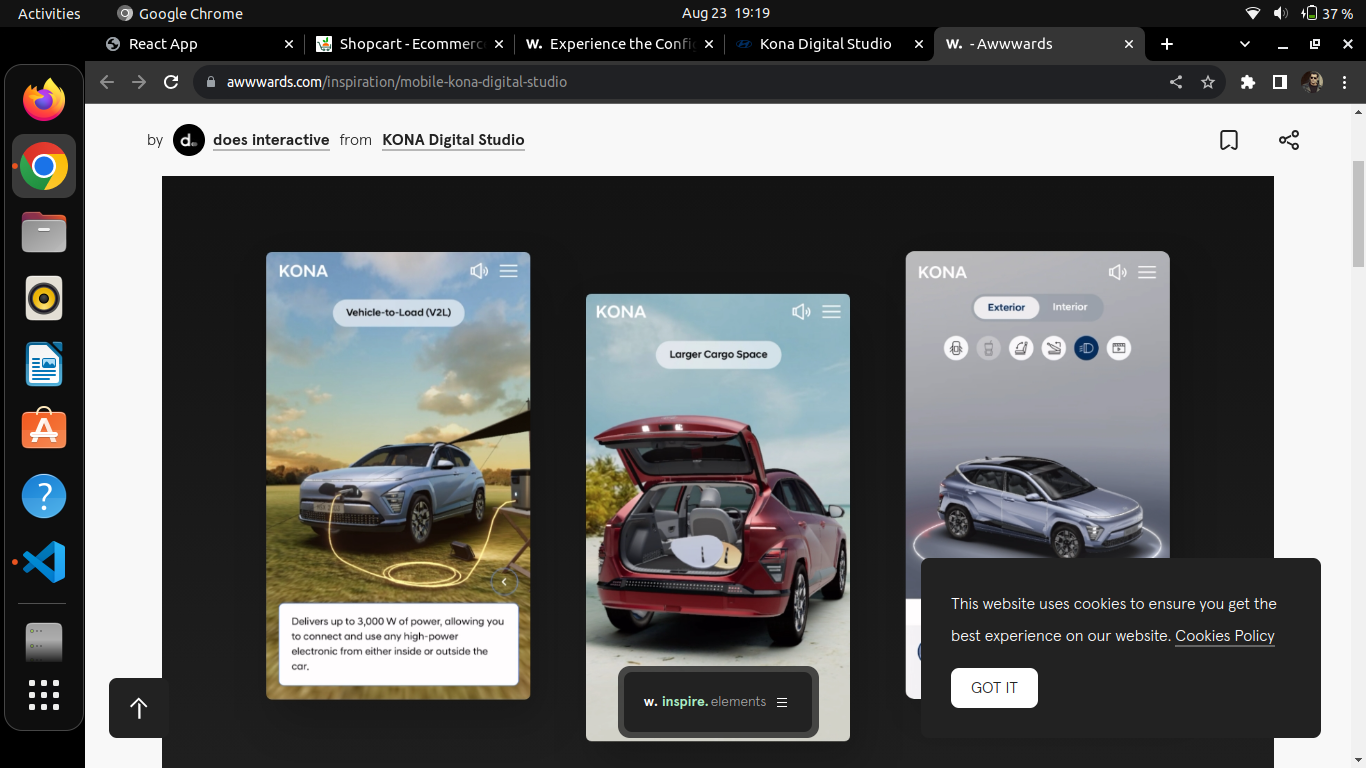 Activities
Google Chrome
Aug 23 19:19
37 %
React App
Shopcart - Ecommerc
W. Experience the Config
Kona Digital Studio
W. - Awwwards
awwwards.com/inspiration/mobile-kona-digital-studio
by d. does interactive from KONA Digital Studio
KONA
Vehicle-to-Load (V2L)
Delivers up to 3,000 W of power, allowing you
to connect and use any high-power
electronic from either inside or outside the
car.
KONA
Larger Cargo Space
KONA
Exterior Interior
w. inspire. elements
This website uses cookies to ensure you get the
best experience on our website. Cookies Policy
GOT IT